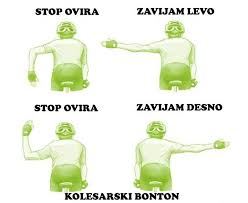 STOP OVIRA ZAVIJAM LEVO
STOP OVIRA ZAVIJAM DESNO
KOLESARSKI BONTON